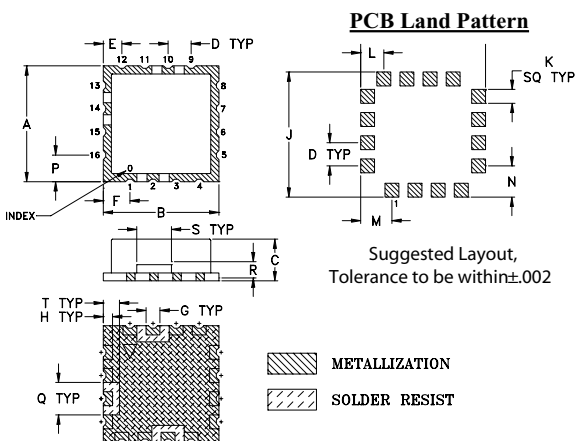 PCB Land Pattern
E
D TYP
12 11 10 9
13
14
15
16
8
7
6
5
A
P
0
1 2 3 4
F
B
INDEX
S TYP
C
R
T TYP
H TYP
G TYP
Q TYP
L
K
SQ TYP
J
D TYP
N
1
M
Suggested Layout,
Tolerance to be within±.002
METALLIZATION
SOLDER RESIST